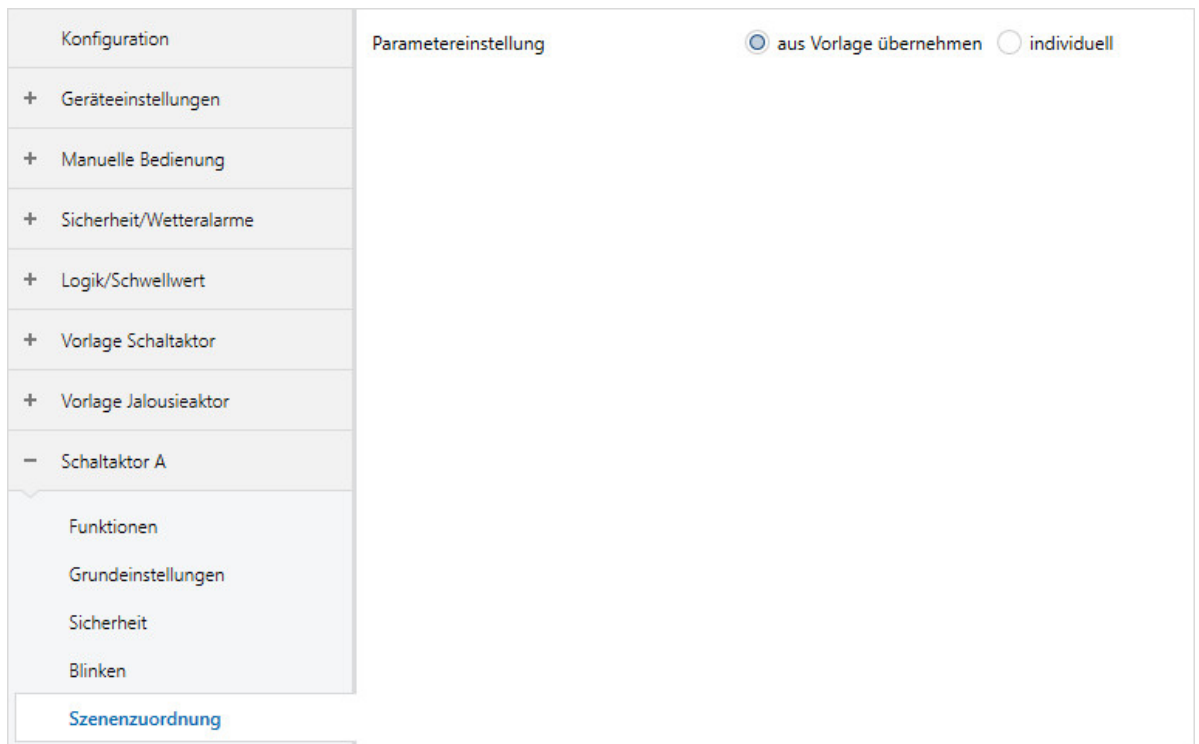 Konfiguration
Parametereinstellung aus Vorlage übernehmen individuell
+ Geräteeinstellungen
+ Manuelle Bedienung
+ Sicherheit/Wetteralarme
+ Logik/Schwellwert
+ Vorlage Schaltaktor
+ Vorlage Jalousieaktor
− Schaltaktor A
Funktionen
Grundeinstellungen
Sicherheit
Blinken
Szenenzuordnung